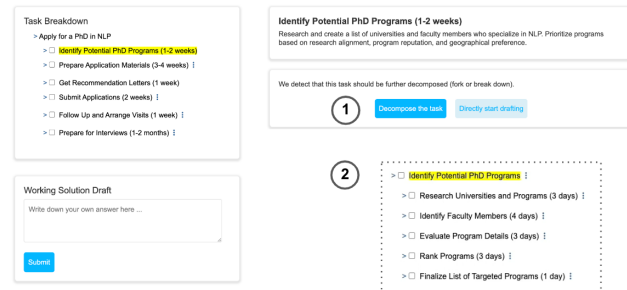 Task Breakdown
> Apply for a PhD in NLP
> Identify Potential PhD Programs (1-2 weeks)
> Prepare Application Materials (3-4 weeks)
> Get Recommendation Letters (1 week)
> Submit Applications (2 weeks)
> Follow Up and Arrange Visits (1 week)
> Prepare for Interviews (1-2 months)
Working Solution Draft
Write down your own answer here ...
Submit
Identify Potential PhD Programs (1-2 weeks)
Research and create a list of universities and faculty members who specialize in NLP. Prioritize programs
based on research alignment, program reputation, and geographical preference.
We detect that this task should be further decomposed (fork or break down).
1
Decompose the task
Directly start drafting
2
> Identify Potential PhD Programs
> Research Universities and Programs (3 days)
> Identify Faculty Members (4 days)
> Evaluate Program Details (3 days)
> Rank Programs (3 days)
> Finalize List of Targeted Programs (1 day)